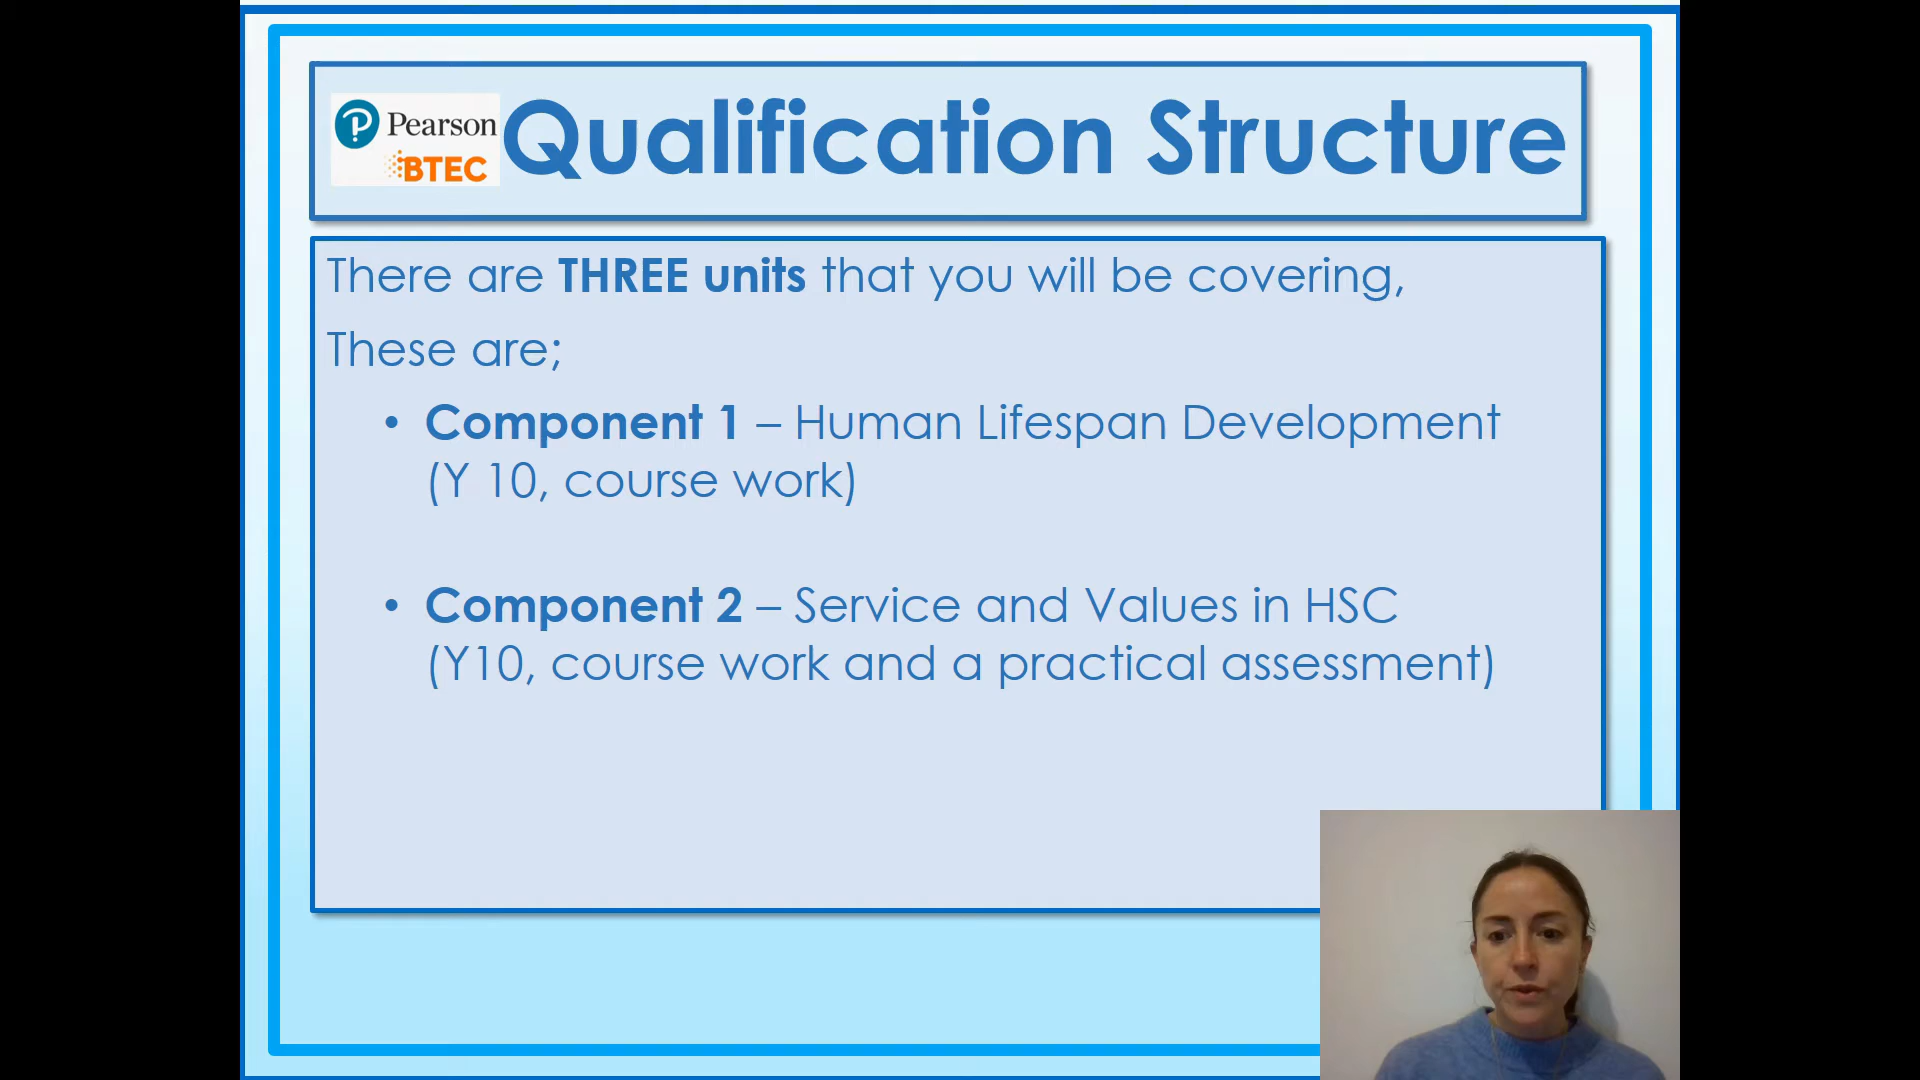 Pearson
BTEC
Qualification Structure
There are THREE units that you will be covering,
These are;
• Component 1 – Human Lifespan Development
(Y 10, course work)
• Component 2 – Service and Values in HSC
(Y10, course work and a practical assessment)